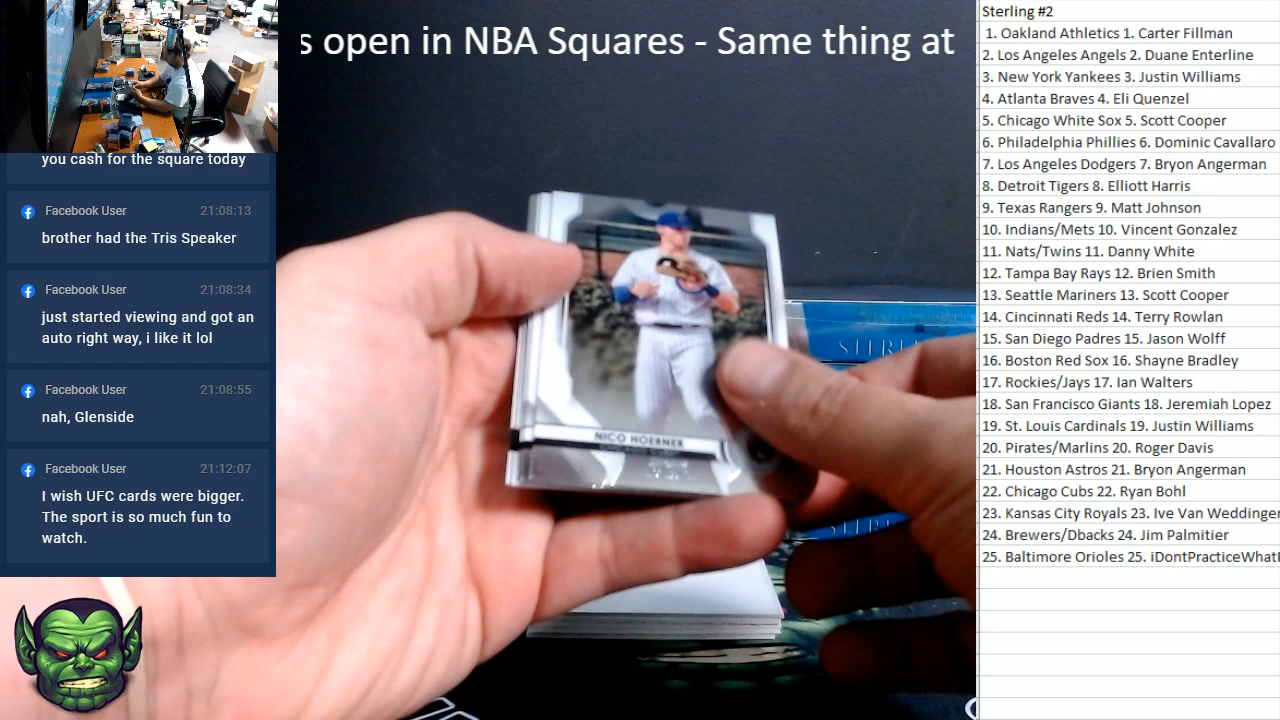 s open in NBA Squares - Same thing at
you cash for the square today
Facebook User 21:08:13
brother had the Tris Speaker
Facebook User 21:08:34
just started viewing and got an
auto right way, i like it lol
Facebook User 21:08:55
nah, Glenside
Facebook User 21:12:07
I wish UFC cards were bigger.
The sport is so much fun to
watch.
NICO HOERNER
Sterling #2
1. Oakland Athletics 1. Carter Fillman
2. Los Angeles Angels 2. Duane Enterline
3. New York Yankees 3. Justin Williams
4. Atlanta Braves 4. Eli Quenzel
5. Chicago White Sox 5. Scott Cooper
6. Philadelphia Phillies 6. Dominic Cavallaro
7. Los Angeles Dodgers 7. Bryon Angerman
8. Detroit Tigers 8. Elliott Harris
9. Texas Rangers 9. Matt Johnson
10. Indians/Mets 10. Vincent Gonzalez
11. Nats/Twins 11. Danny White
12. Tampa Bay Rays 12. Brien Smith
13. Seattle Mariners 13. Scott Cooper
14. Cincinnati Reds 14. Terry Rowlan
15. San Diego Padres 15. Jason Wolff
16. Boston Red Sox 16. Shayne Bradley
17. Rockies/Jays 17. Ian Walters
18. San Francisco Giants 18. Jeremiah Lopez
19. St. Louis Cardinals 19. Justin Williams
20. Pirates/Marlins 20. Roger Davis
21. Houston Astros 21. Bryon Angerman
22. Chicago Cubs 22. Ryan Bohl
23. Kansas City Royals 23. Ive Van Weddinger
24. Brewers/Dbacks 24. Jim Palmitier
25. Baltimore Orioles 25. iDontPracticeWhat